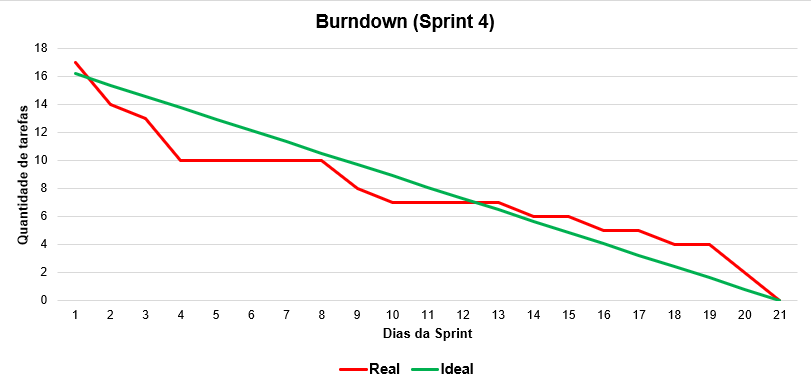 Burndown (Sprint 4)
Quantidade de tarefas
18
16
14
12
10
8
6
4
2
0
1 2 3 4 5 6 7 8 9 10 11 12 13 14 15 16 17 18 19 20 21
Dias da Sprint
Real Ideal